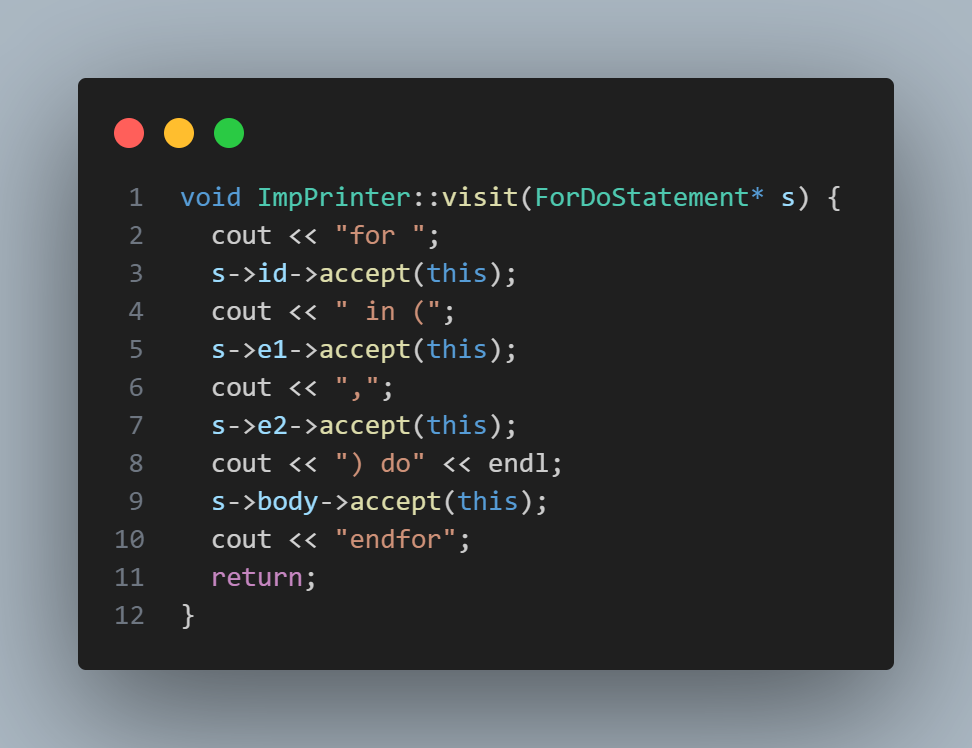 1 void ImpPrinter::visit(ForDoStatement* s) {
2   cout << "for ";
3   s->id->accept(this);
4   cout << " in (";
5   s->e1->accept(this);
6   cout << ",";
7   s->e2->accept(this);
8   cout << ") do" << endl;
9   s->body->accept(this);
10   cout << "endfor";
11   return;
12 }